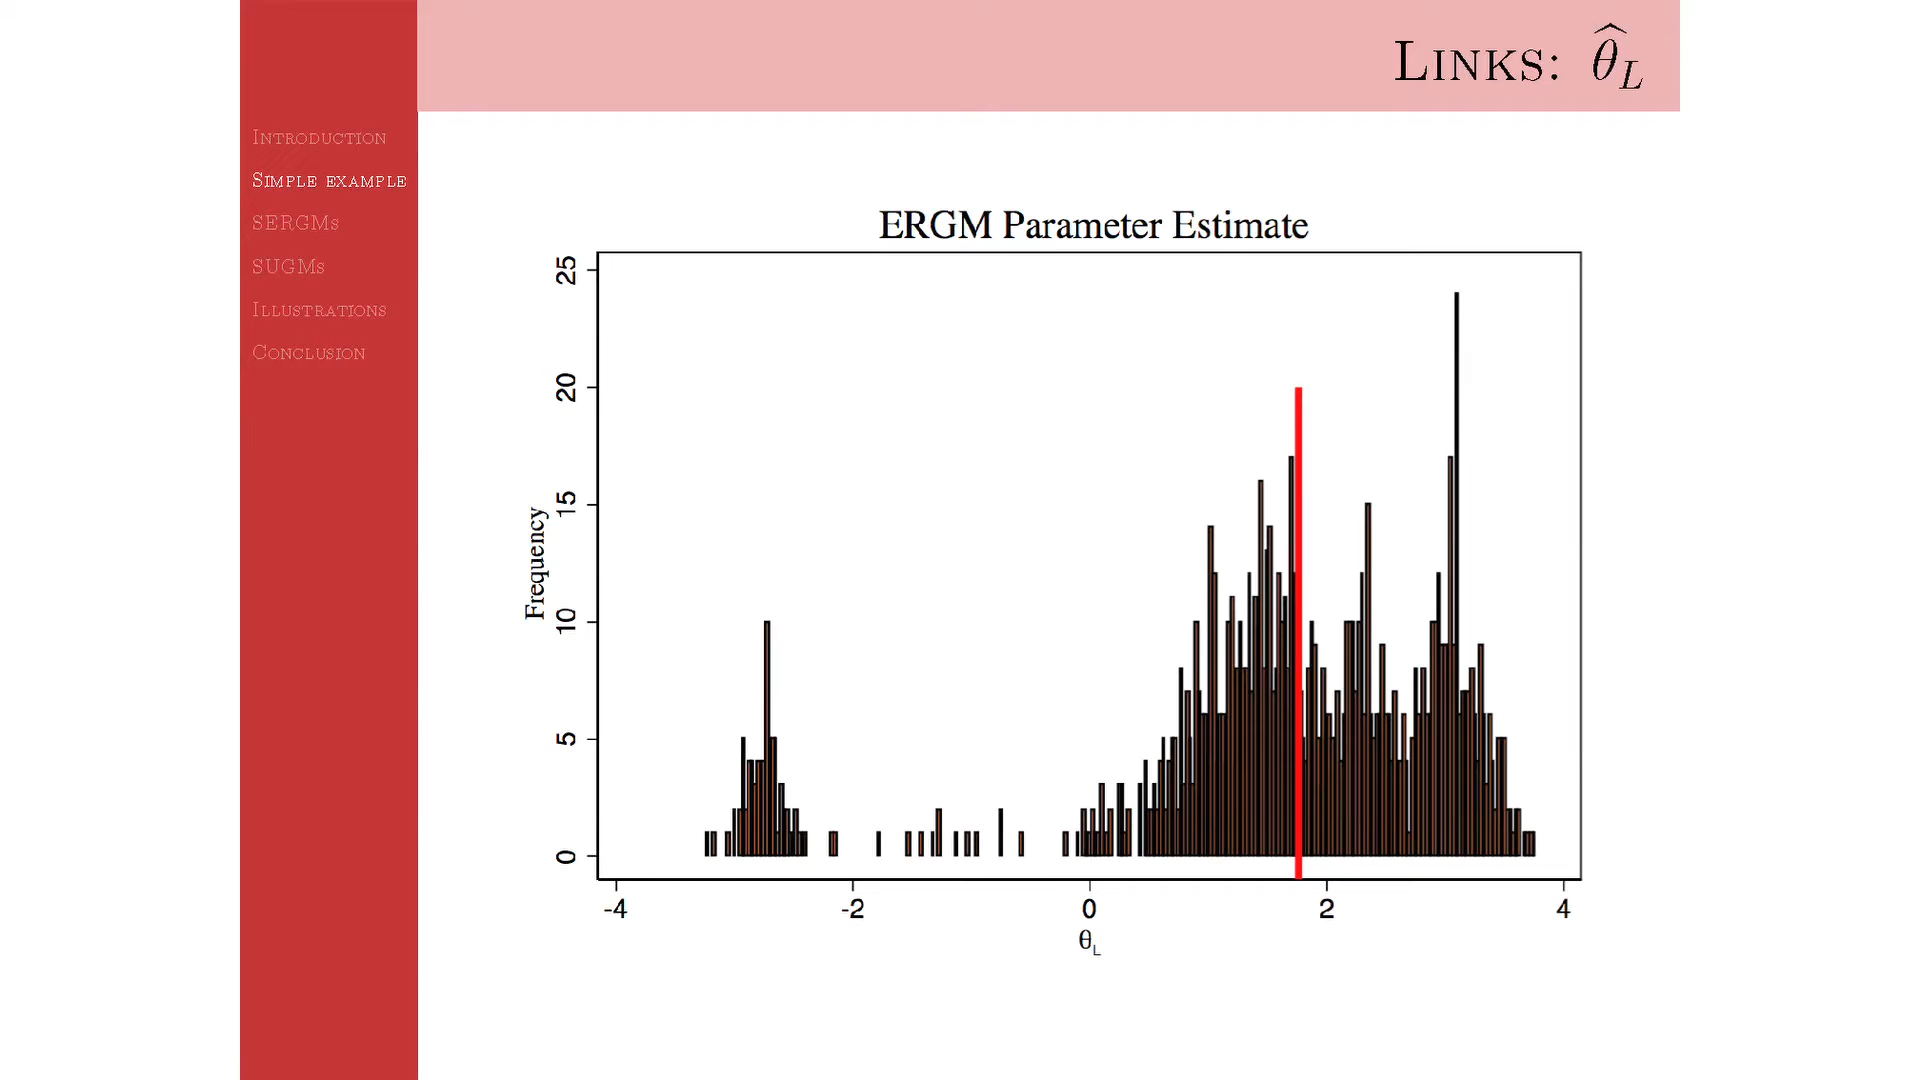 LINKS: θ̂_L
INTRODUCTION
SIMPLE EXAMPLE
SERGMs
SUGMs
ILLUSTRATIONS
CONCLUSION
ERGM Parameter Estimate
Frequency
25
20
15
10
5
0
-4 -2 0 2 4
θ_L